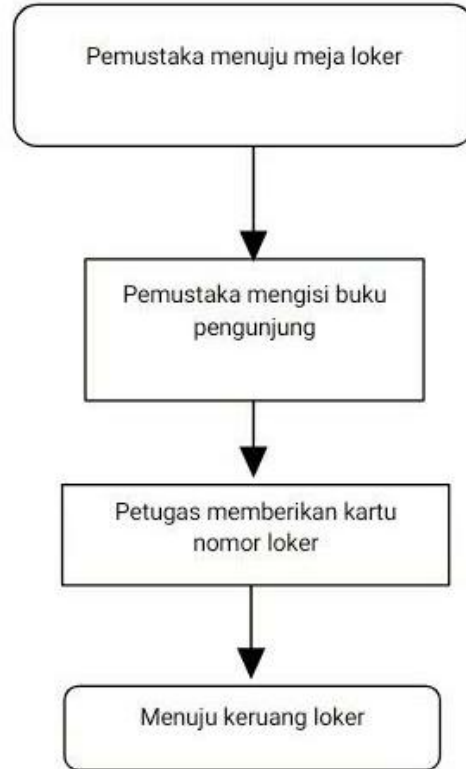 Pemustaka menuju meja loker
Pemustaka mengisi buku
pengunjung
Petugas memberikan kartu
nomor loker
Menuju keruang loker